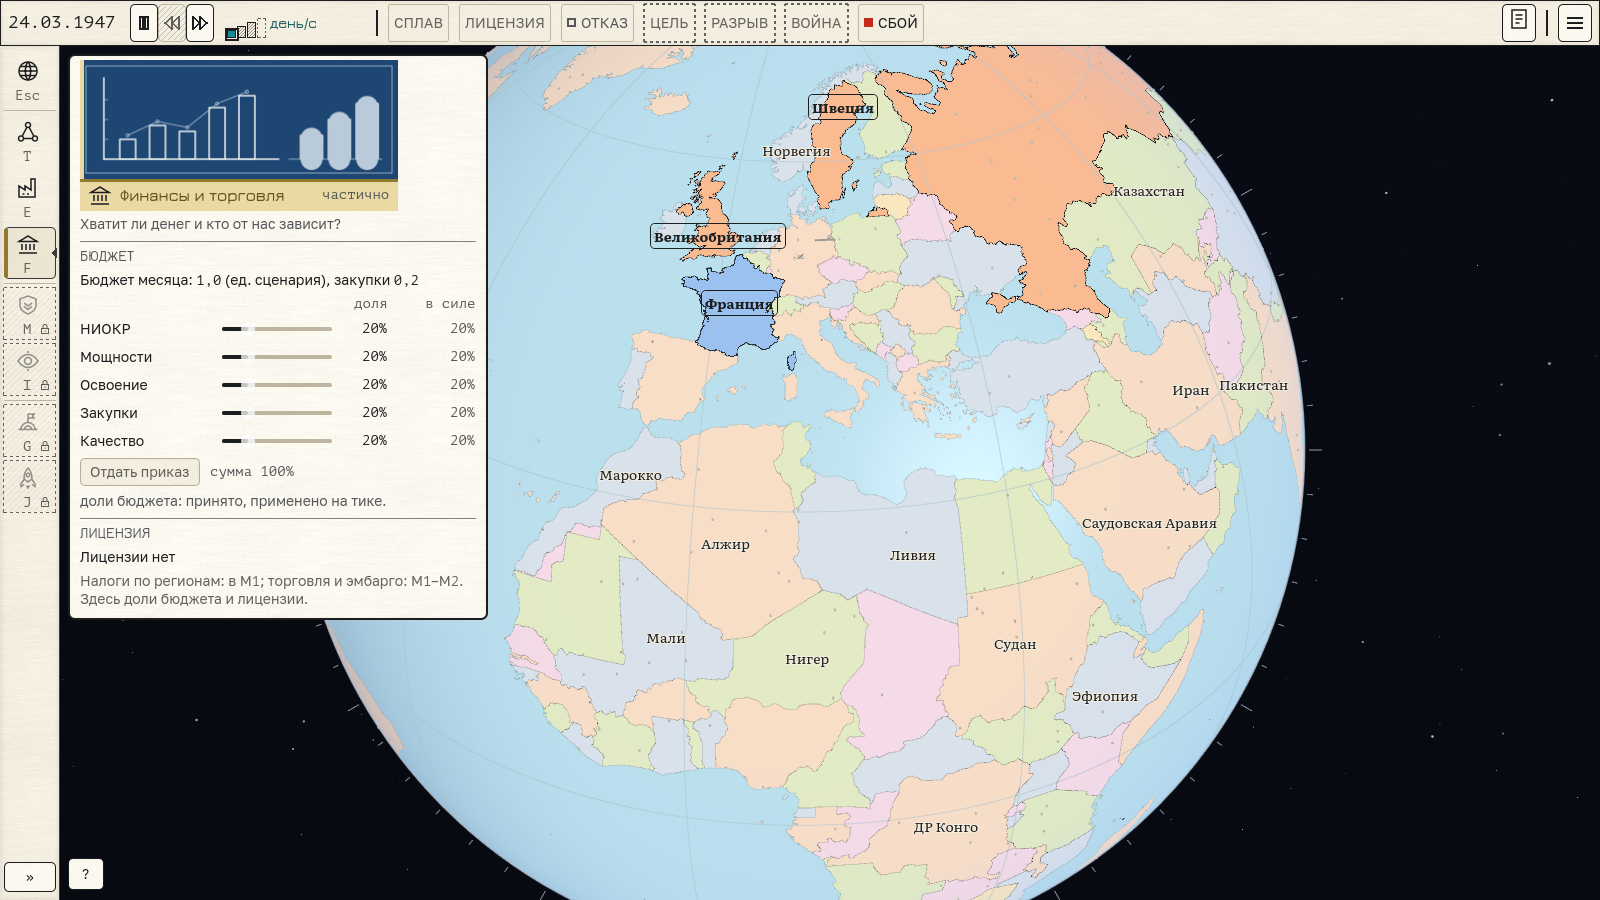 24.03.1947
день/с
СПЛАВ
ЛИЦЕНЗИЯ
ОТКАЗ
ЦЕЛЬ
РАЗРЫВ
ВОЙНА
СБОЙ
Esc
T
E
F
M
I
G
J
»
?
Финансы и торговля
частично
Хватит ли денег и кто от нас зависит?
БЮДЖЕТ
Бюджет месяца: 1,0 (ед. сценария), закупки 0,2
доля в силе
НИОКР 20% 20%
Мощности 20% 20%
Освоение 20% 20%
Закупки 20% 20%
Качество 20% 20%
Отдать приказ сумма 100%
доли бюджета: принято, применено на тике.
ЛИЦЕНЗИЯ
Лицензии нет
Налоги по регионам: в М1; торговля и эмбарго: М1–М2.
Здесь доли бюджета и лицензии.
Швеция
Норвегия
Казахстан
Великобритания
Франция
Иран
Пакистан
Марокко
Саудовская Аравия
Алжир
Ливия
Мали
Нигер
Судан
Эфиопия
ДР Конго